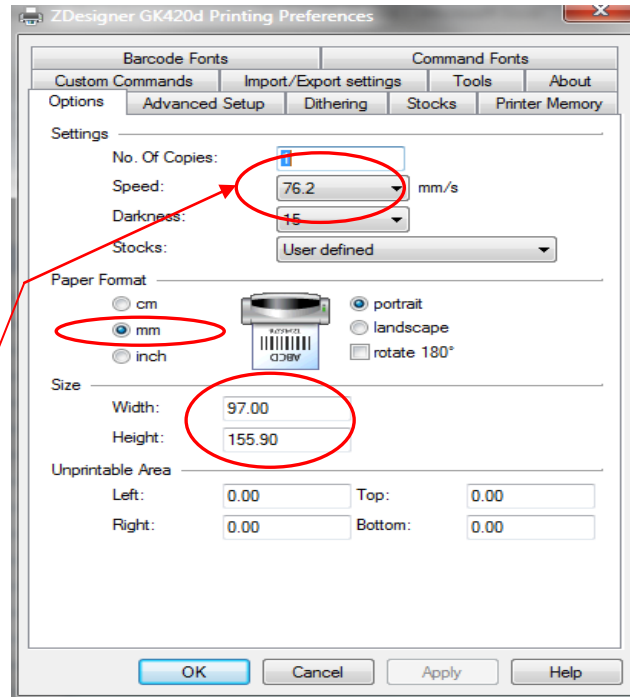 ZDesigner GK420d Printing Preferences
Barcode Fonts Command Fonts
Custom Commands Import/Export settings Tools About
Options Advanced Setup Dithering Stocks Printer Memory
Settings
No. Of Copies: 1
Speed: 76.2 mm/s
Darkness: 15
Stocks: User defined
Paper Format
cm portrait
mm landscape
inch rotate 180°
ABCD
Size
Width: 97.00
Height: 155.90
Unprintable Area
Left: 0.00 Top: 0.00
Right: 0.00 Bottom: 0.00
OK Cancel Apply Help